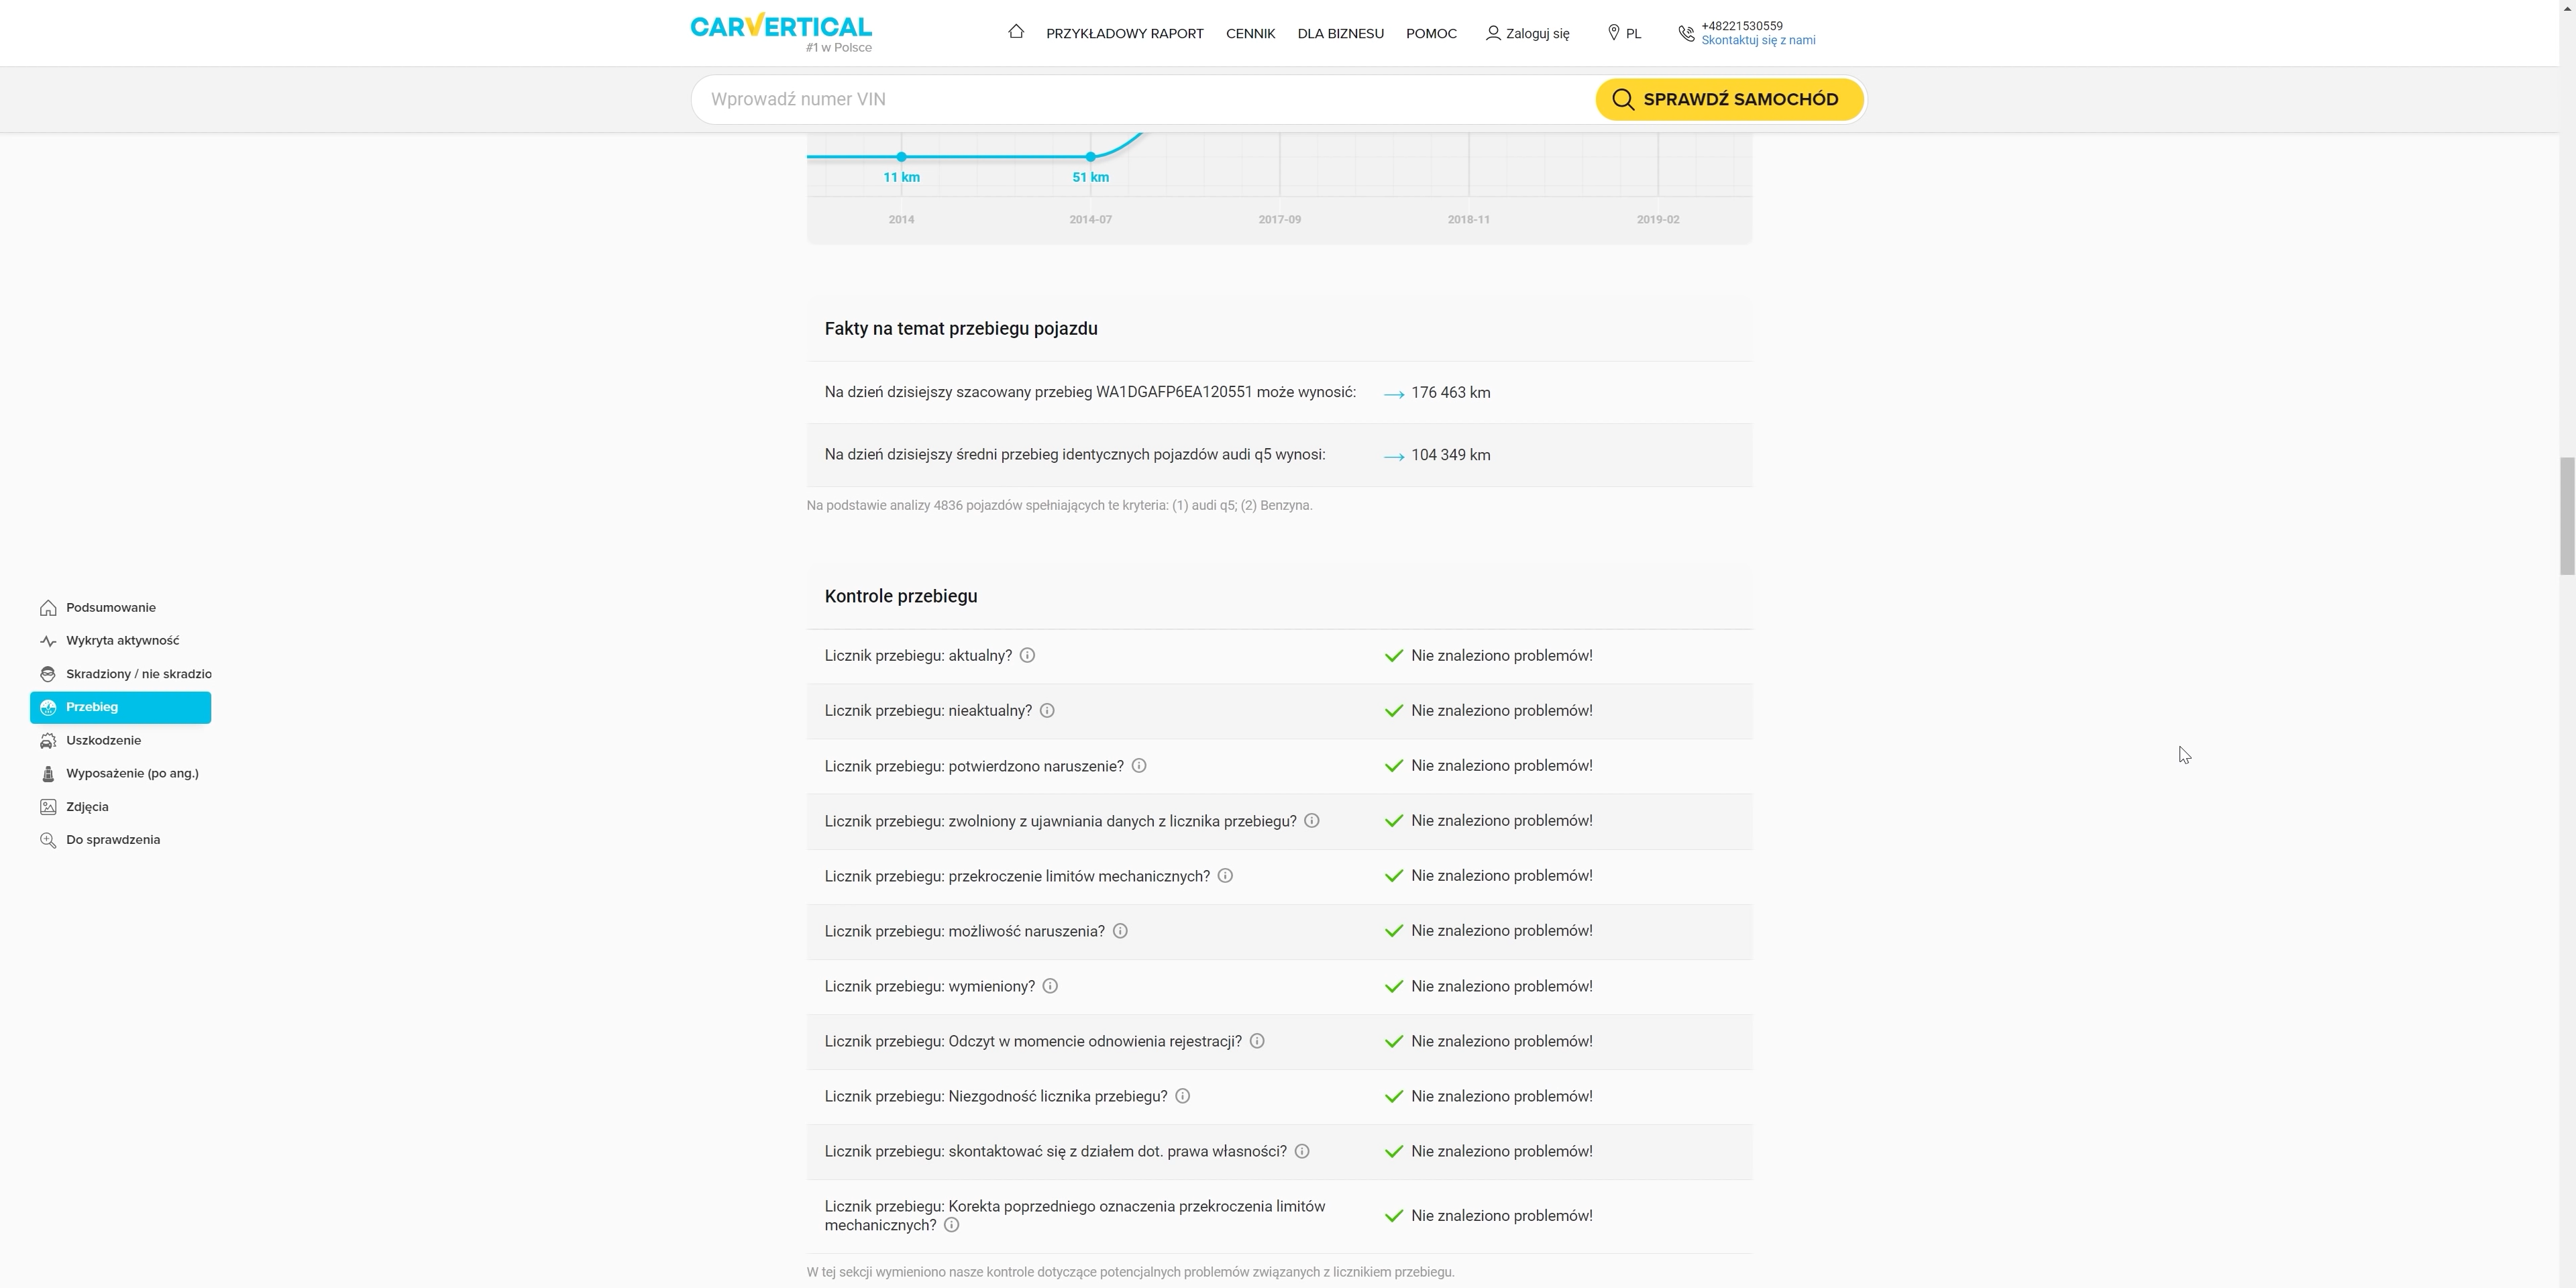 CARVERTICAL
#1 w Polsce
PRZYKŁADOWY RAPORT
CENNIK
DLA BIZNESU
POMOC
Zaloguj się
PL
+48221530559
Skontaktuj się z nami
Wprowadź numer VIN
SPRAWDŹ SAMOCHÓD
11 km
51 km
2014
2014-07
2017-09
2018-11
2019-02
Fakty na temat przebiegu pojazdu
Na dzień dzisiejszy szacowany przebieg WA1DGAFP6EA120551 może wynosić: 176 463 km
Na dzień dzisiejszy średni przebieg identycznych pojazdów audi q5 wynosi: 104 349 km
Na podstawie analizy 4836 pojazdów spełniających te kryteria: (1) audi q5; (2) Benzyna.
Podsumowanie
Wykryta aktywność
Skradziony / nie skradzio
Przebieg
Uszkodzenie
Wyposażenie (po ang.)
Zdjęcia
Do sprawdzenia
Kontrole przebiegu
Licznik przebiegu: aktualny? Nie znaleziono problemów!
Licznik przebiegu: nieaktualny? Nie znaleziono problemów!
Licznik przebiegu: potwierdzono naruszenie? Nie znaleziono problemów!
Licznik przebiegu: zwolniony z ujawniania danych z licznika przebiegu? Nie znaleziono problemów!
Licznik przebiegu: przekroczenie limitów mechanicznych? Nie znaleziono problemów!
Licznik przebiegu: możliwość naruszenia? Nie znaleziono problemów!
Licznik przebiegu: wymieniony? Nie znaleziono problemów!
Licznik przebiegu: Odczyt w momencie odnowienia rejestracji? Nie znaleziono problemów!
Licznik przebiegu: Niezgodność licznika przebiegu? Nie znaleziono problemów!
Licznik przebiegu: skontaktować się z działem dot. prawa własności? Nie znaleziono problemów!
Licznik przebiegu: Korekta poprzedniego oznaczenia przekroczenia limitów
mechanicznych? Nie znaleziono problemów!
W tej sekcji wymieniono nasze kontrole dotyczące potencjalnych problemów związanych z licznikiem przebiegu.